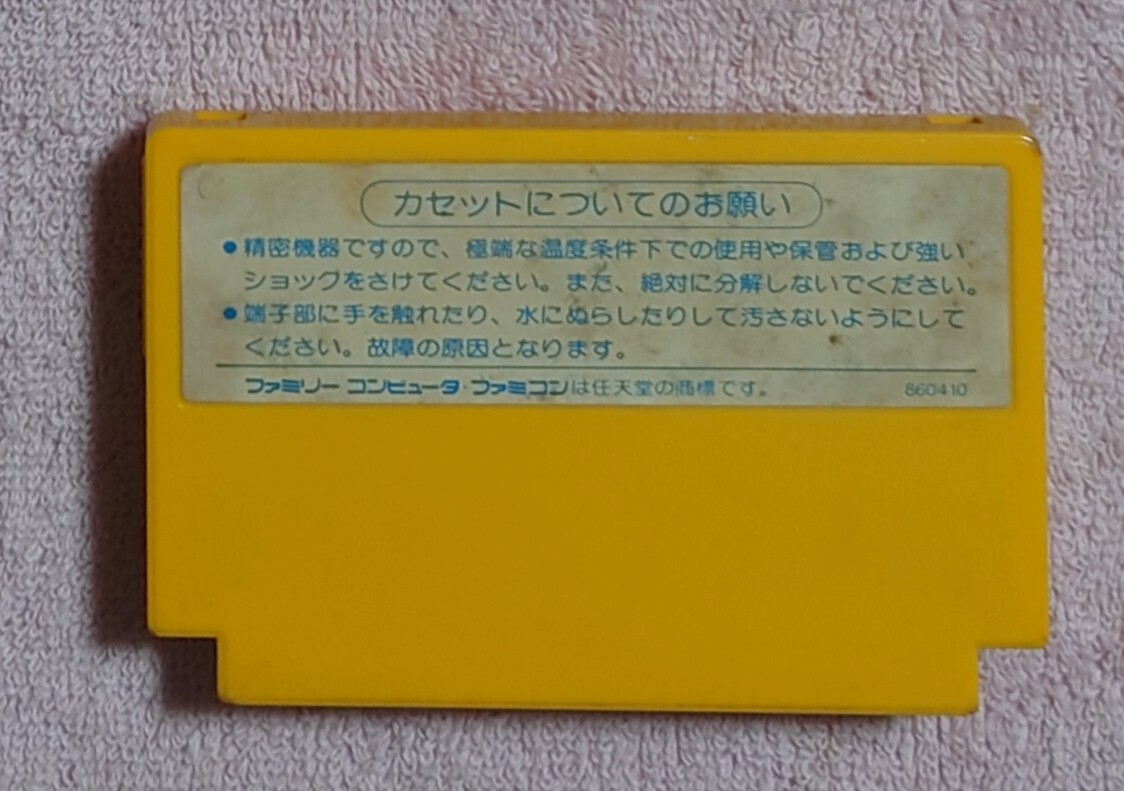 カセットについてのお願い
●精密機器ですので、極端な温度条件下での使用や保管および強い
ショックをさけてください。また、絶対に分解しないでください。
●端子部に手を触れたり、水にぬらしたりして汚さないようにして
ください。故障の原因となります。
ファミリー コンピュータ・ファミコンは任天堂の商標です。 860410